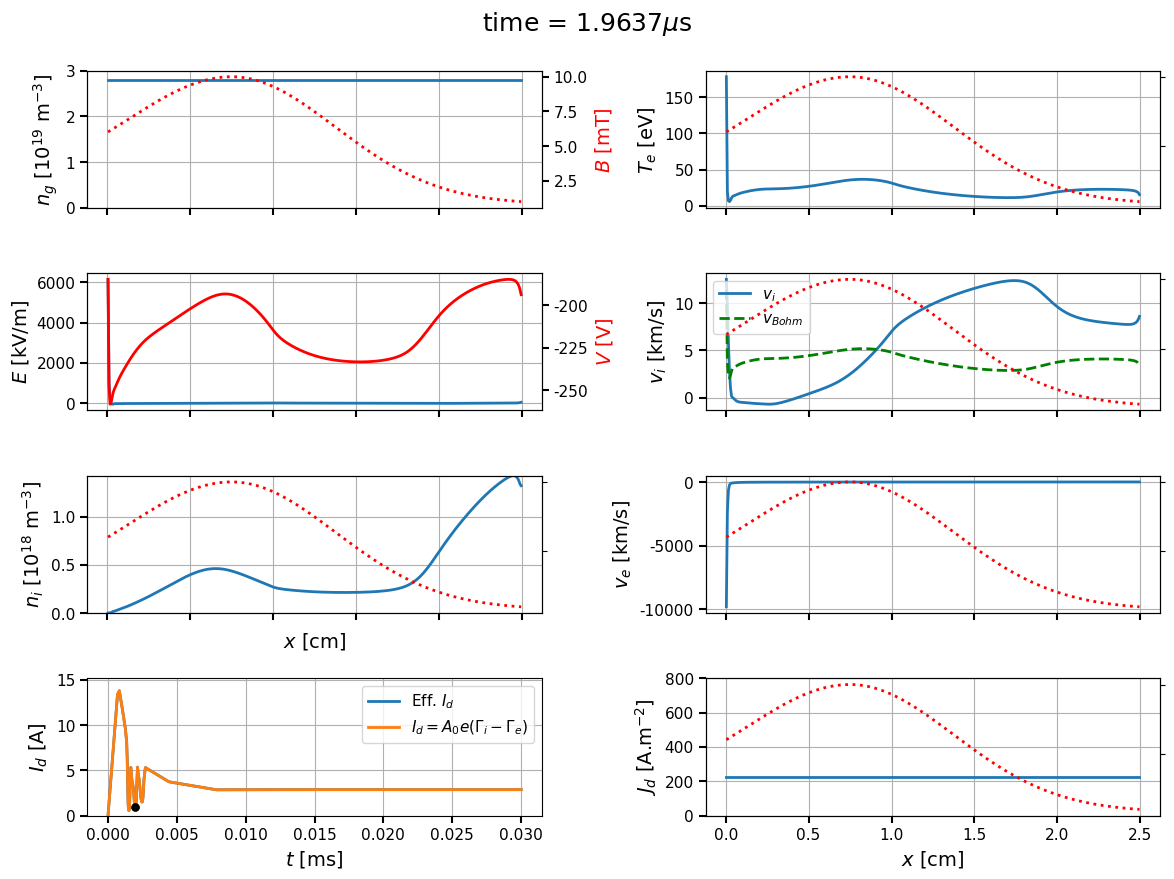 time = 1.9637μs
n_g [10^19 m^−3]
3
2
1
0
10.0
7.5
5.0
2.5
B [mT]
T_e [eV]
150
100
50
0
E [kV/m]
6000
4000
2000
0
-200
-225
-250
V [V]
v_i [km/s]
10
5
0
v_i
v_Bohm
n_i [10^18 m^−3]
1.0
0.5
0.0
x [cm]
v_e [km/s]
0
-5000
-10000
I_d [A]
15
10
5
0
Eff. I_d
I_d = A_0e(Γ_i − Γ_e)
0.000 0.005 0.010 0.015 0.020 0.025 0.030
t [ms]
J_d [A.m^−2]
800
600
400
200
0
0.0 0.5 1.0 1.5 2.0 2.5
x [cm]